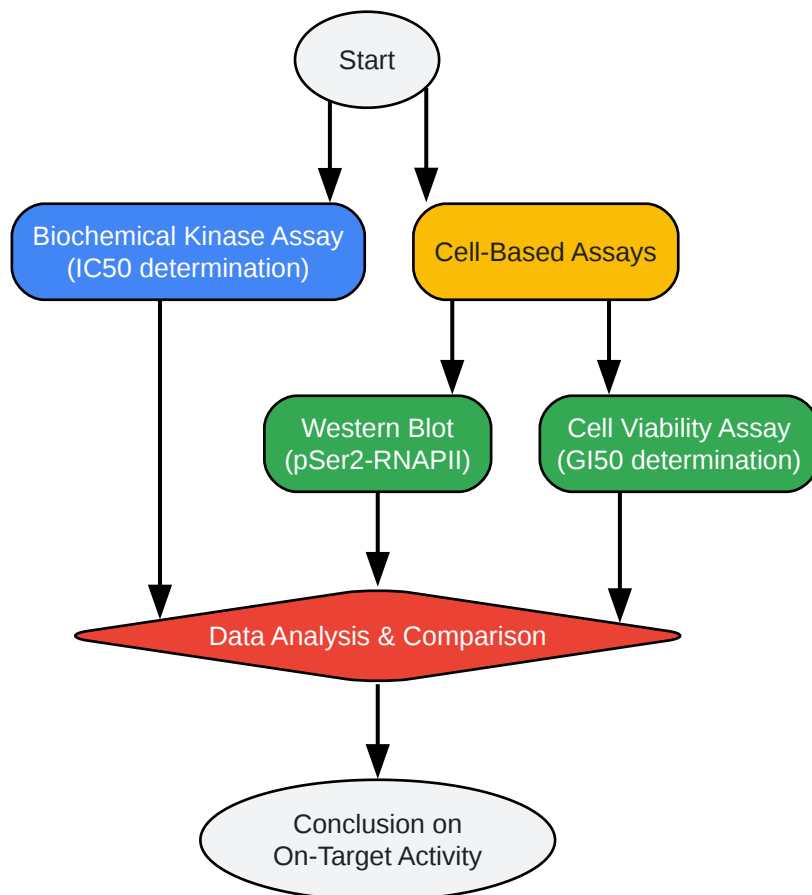 Start
Biochemical Kinase Assay
(IC50 determination)
Cell-Based Assays
Western Blot
(pSer2-RNAPII)
Cell Viability Assay
(GI50 determination)
Data Analysis & Comparison
Conclusion on
On-Target Activity